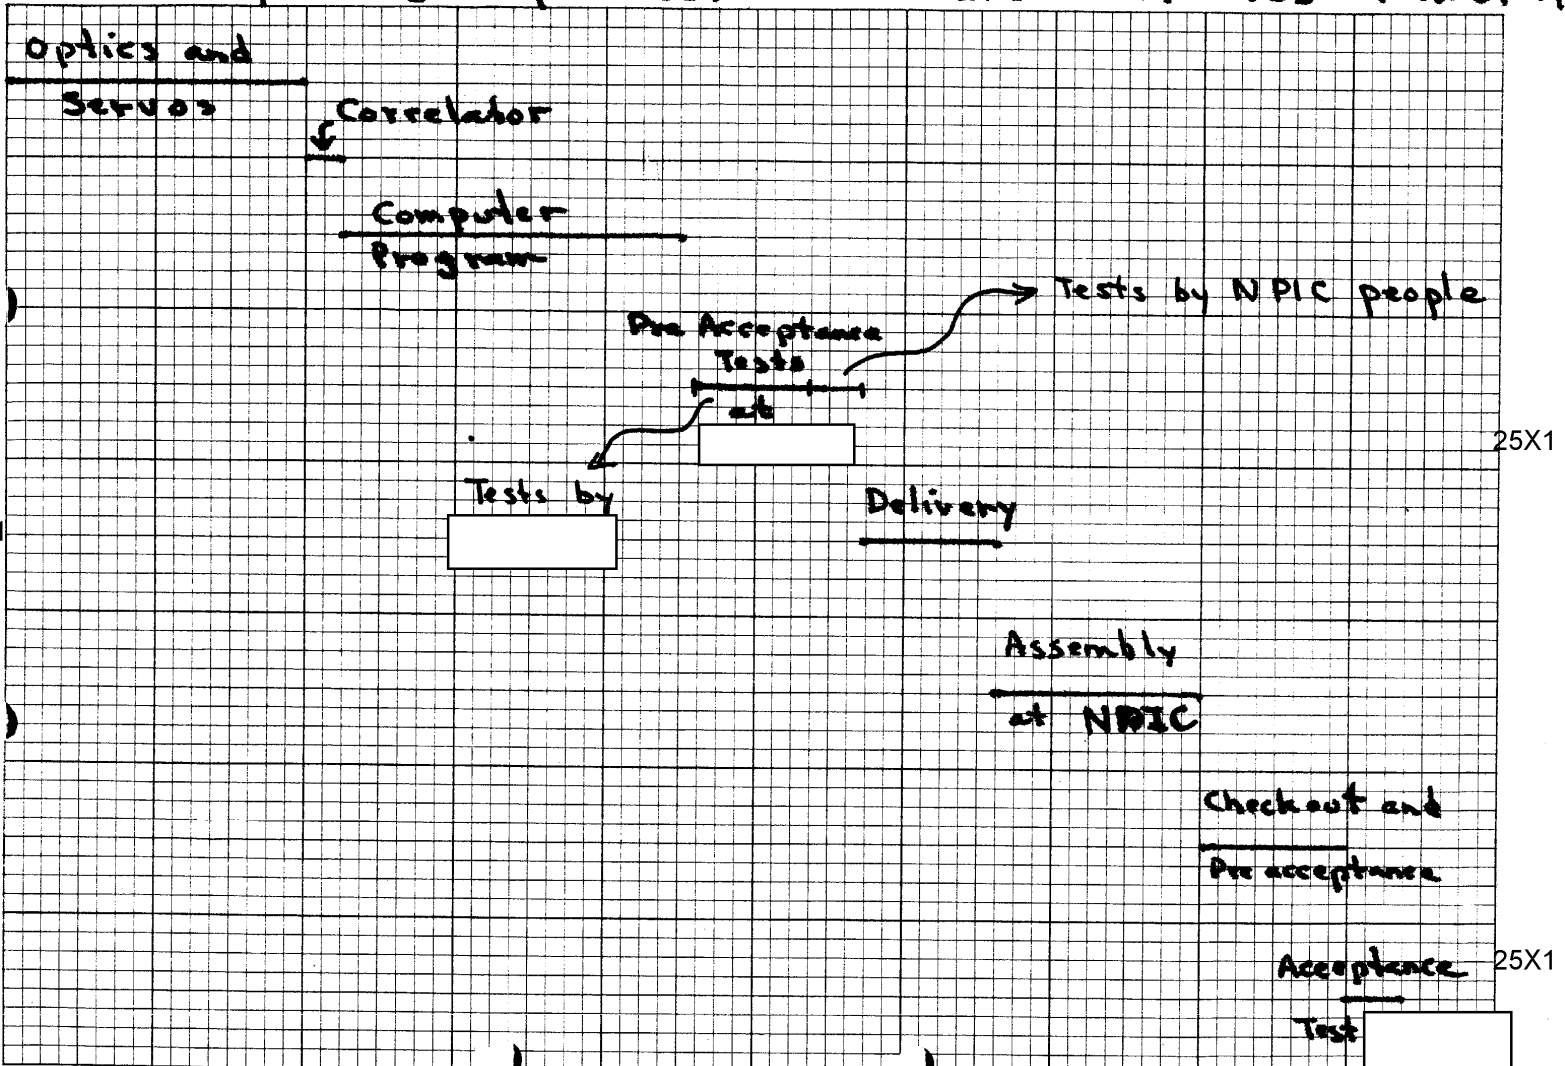 Optics and
Servos
Correlator
Computer
Program
Tests by NPIC people
Pre Acceptance
Tests
at
25X1
Tests by
Delivery
Assembly
at NPIC
Checkout and
Pre acceptance
Acceptance
25X1
Test